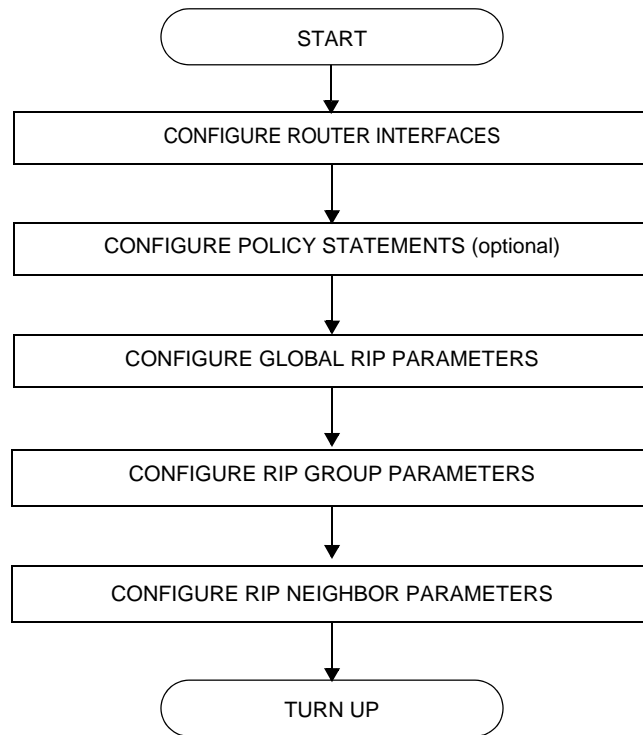 START
CONFIGURE ROUTER INTERFACES
CONFIGURE POLICY STATEMENTS (optional)
CONFIGURE GLOBAL RIP PARAMETERS
CONFIGURE RIP GROUP PARAMETERS
CONFIGURE RIP NEIGHBOR PARAMETERS
TURN UP